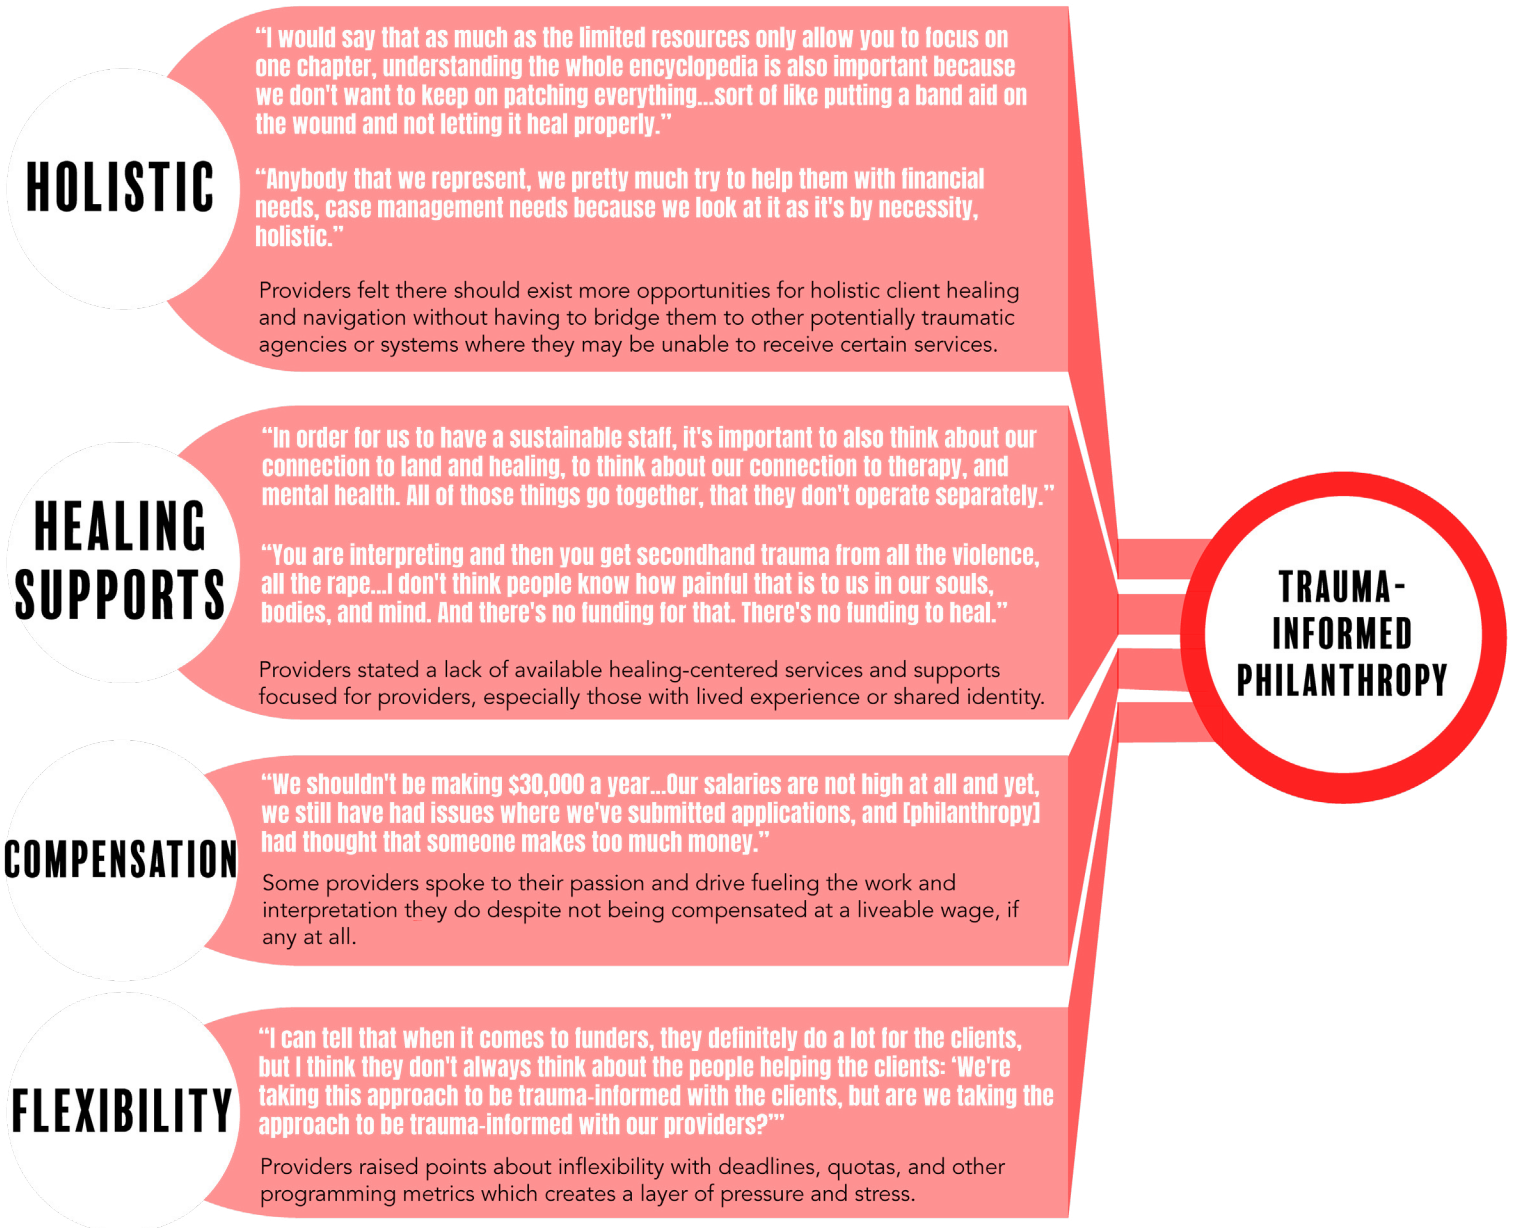 HOLISTIC
“I would say that as much as the limited resources only allow you to focus on
one chapter, understanding the whole encyclopedia is also important because
we don't want to keep on patching everything...sort of like putting a band aid on
the wound and not letting it heal properly.”
“Anybody that we represent, we pretty much try to help them with financial
needs, case management needs because we look at it as it's by necessity,
holistic.”
Providers felt there should exist more opportunities for holistic client healing
and navigation without having to bridge them to other potentially traumatic
agencies or systems where they may be unable to receive certain services.
HEALING
SUPPORTS
“In order for us to have a sustainable staff, it's important to also think about our
connection to land and healing, to think about our connection to therapy, and
mental health. All of those things go together, that they don't operate separately.”
“You are interpreting and then you get secondhand trauma from all the violence,
all the rape...I don't think people know how painful that is to us in our souls,
bodies, and mind. And there's no funding for that. There's no funding to heal.”
Providers stated a lack of available healing-centered services and supports
focused for providers, especially those with lived experience or shared identity.
COMPENSATION
“We shouldn't be making $30,000 a year...Our salaries are not high at all and yet,
we still have had issues where we've submitted applications, and [philanthropy]
had thought that someone makes too much money.”
Some providers spoke to their passion and drive fueling the work and
interpretation they do despite not being compensated at a liveable wage, if
any at all.
FLEXIBILITY
“I can tell that when it comes to funders, they definitely do a lot for the clients,
but I think they don't always think about the people helping the clients: ‘We're
taking this approach to be trauma-informed with the clients, but are we taking the
approach to be trauma-informed with our providers?’”
Providers raised points about inflexibility with deadlines, quotas, and other
programming metrics which creates a layer of pressure and stress.
TRAUMA-
INFORMED
PHILANTHROPY